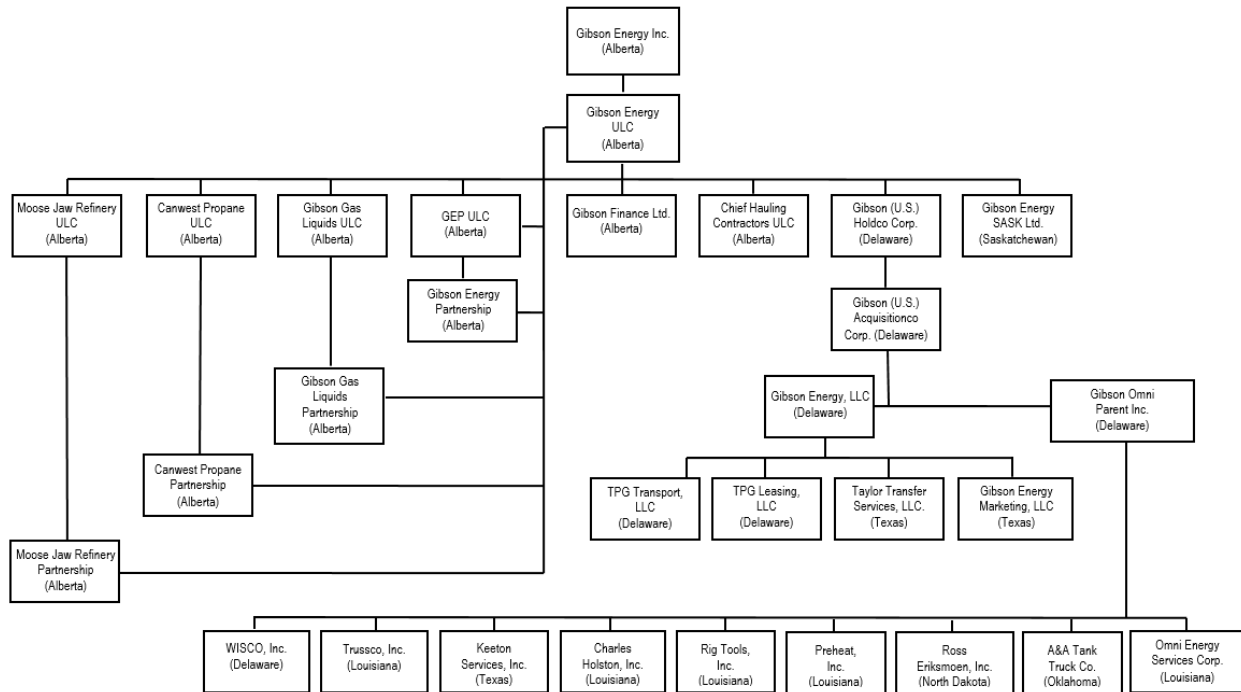 Gibson Energy Inc.
(Alberta)
Gibson Energy
ULC
(Alberta)
Moose Jaw Refinery
ULC
(Alberta)
Canwest Propane
ULC
(Alberta)
Gibson Gas
Liquids ULC
(Alberta)
GEP ULC
(Alberta)
Gibson Finance Ltd.
(Alberta)
Chief Hauling
Contractors ULC
(Alberta)
Gibson (U.S.)
Holdco Corp.
(Delaware)
Gibson Energy
SASK Ltd.
(Saskatchewan)
Gibson Energy
Partnership
(Alberta)
Gibson (U.S.)
Acquisitionco
Corp. (Delaware)
Gibson Gas
Liquids
Partnership
(Alberta)
Gibson Energy, LLC
(Delaware)
Gibson Omni
Parent Inc.
(Delaware)
Canwest Propane
Partnership
(Alberta)
TPG Transport,
LLC
(Delaware)
TPG Leasing,
LLC
(Delaware)
Taylor Transfer
Services, LLC.
(Texas)
Gibson Energy
Marketing, LLC
(Texas)
Moose Jaw Refinery
Partnership
(Alberta)
WISCO, Inc.
(Delaware)
Trussco, Inc.
(Louisiana)
Keeton
Services, Inc.
(Texas)
Charles
Holston, Inc.
(Louisiana)
Rig Tools,
Inc.
(Louisiana)
Preheat,
Inc.
(Louisiana)
Ross
Eriksmoen, Inc.
(North Dakota)
A&A Tank
Truck Co.
(Oklahoma)
Omni Energy
Services Corp.
(Louisiana)